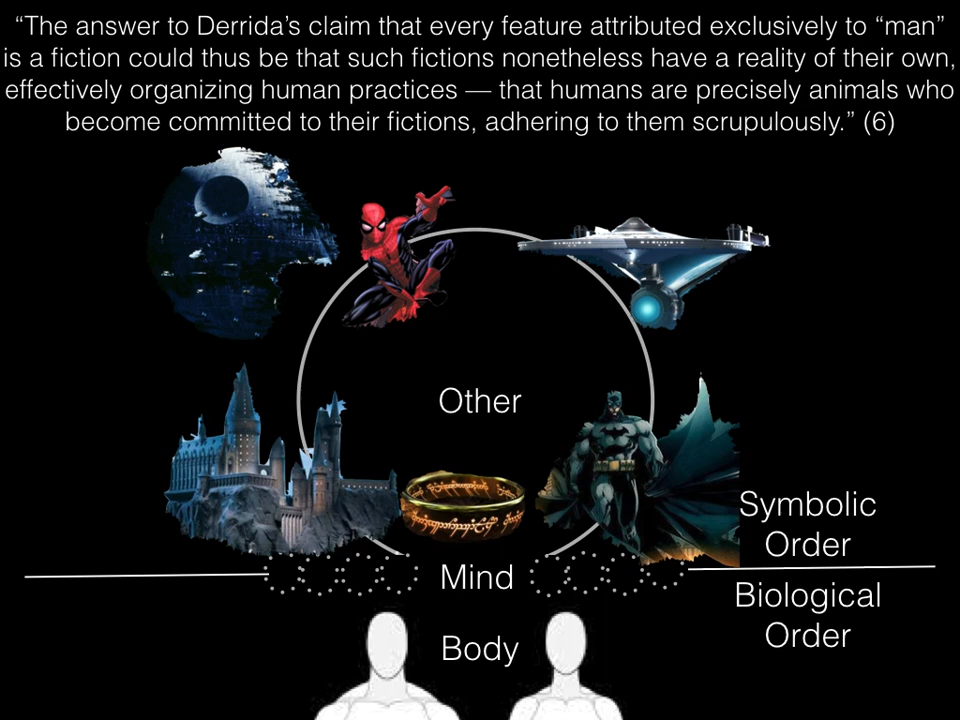 “The answer to Derrida’s claim that every feature attributed exclusively to “man”
is a fiction could thus be that such fictions nonetheless have a reality of their own,
effectively organizing human practices — that humans are precisely animals who
become committed to their fictions, adhering to them scrupulously.” (6)
Other
Symbolic
Order
Mind
Biological
Order
Body